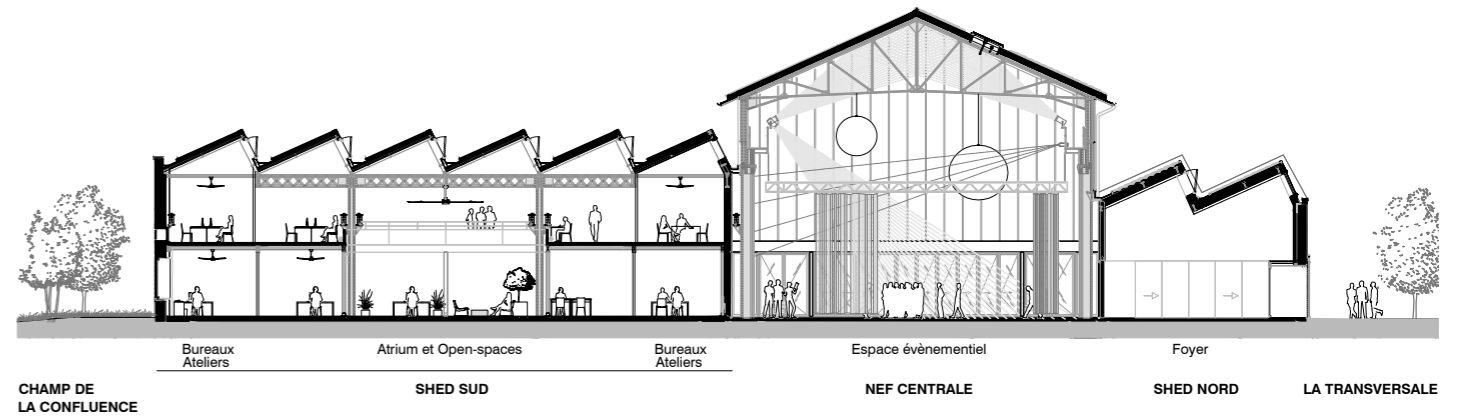 Bureaux
Ateliers
Atrium et Open-spaces
Bureaux
Ateliers
Espace évènementiel
Foyer
CHAMP DE
LA CONFLUENCE
SHED SUD
NEF CENTRALE
SHED NORD
LA TRANSVERSALE